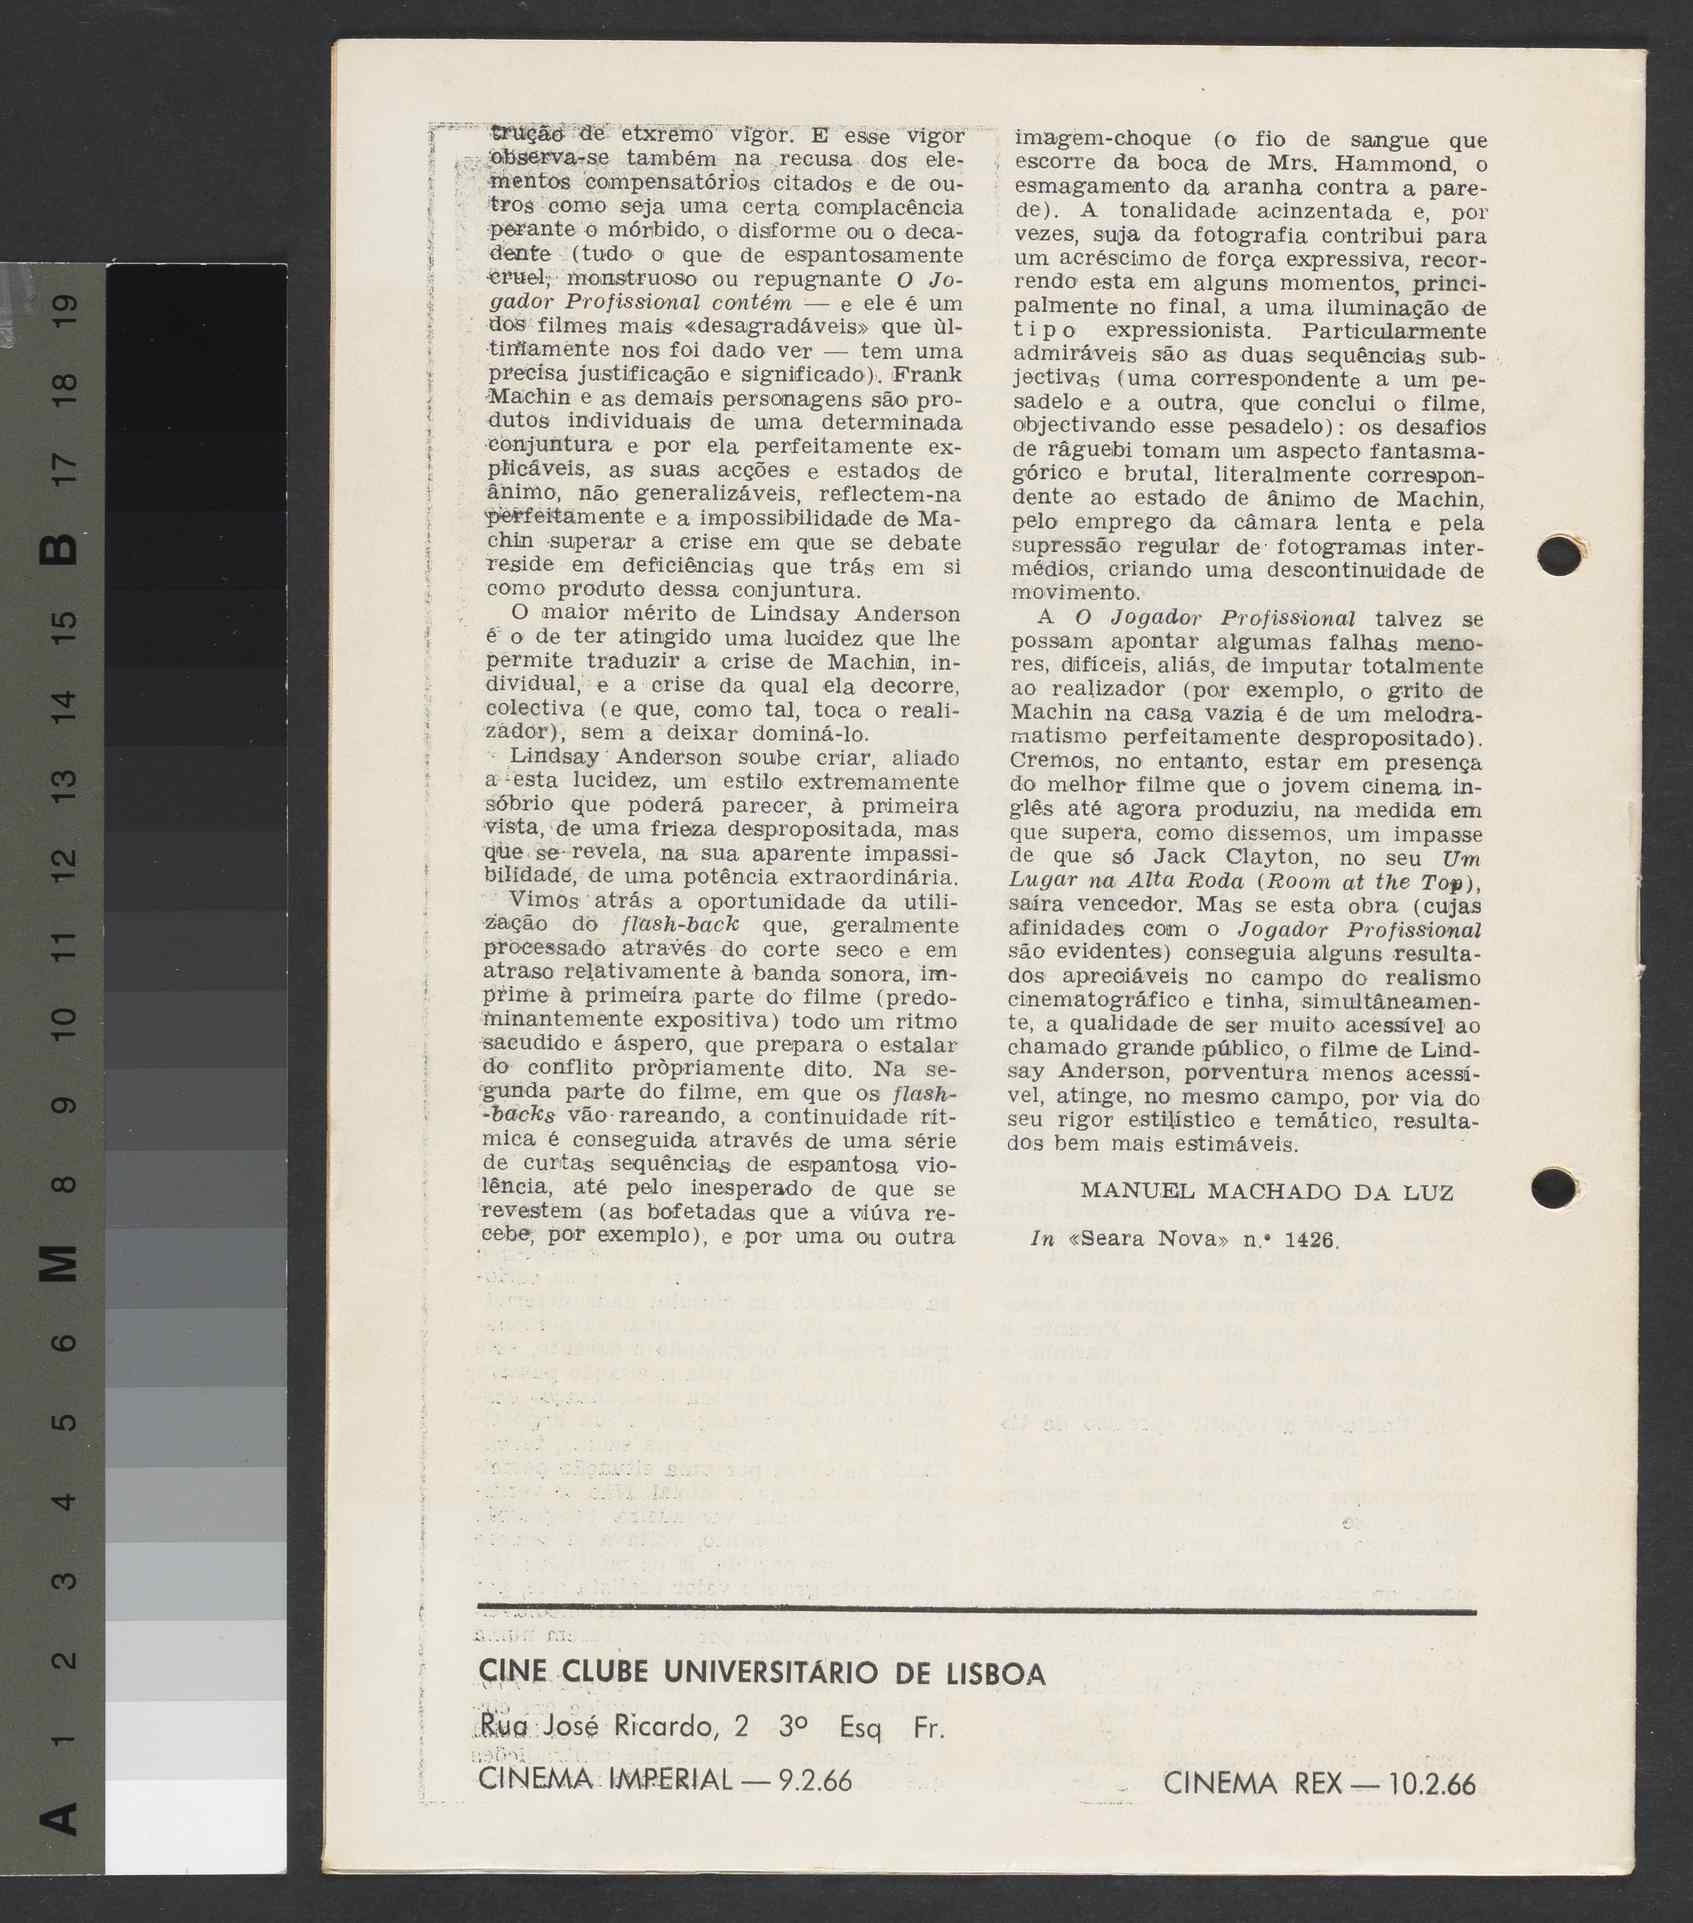 19
18
17
B
15
14
13
12
11
10
9
8
M
6
5
4
3
2
1
A
trução de etxremo vigor. E esse vigor
observa-se também na recusa dos ele-
mentos compensatórios citados e de ou-
tros como seja uma certa complacência
perante o mórbido, o disforme ou o deca-
dente (tudo o que de espantosamente
cruel, monstruoso ou repugnante O Jo-
gador Profissional contém — e ele é um
dos filmes mais «desagradáveis» que ùl-
timamente nos foi dado ver — tem uma
precisa justificação e significado). Frank
Machin e as demais personagens são pro-
dutos individuais de uma determinada
conjuntura e por ela perfeitamente ex-
plicáveis, as suas acções e estados de
ânimo, não generalizáveis, reflectem-na
perfeitamente e a impossibilidade de Ma-
chin superar a crise em que se debate
reside em deficiências que trás em si
como produto dessa conjuntura.
O maior mérito de Lindsay Anderson
é o de ter atingido uma lucidez que lhe
permite traduzir a crise de Machin, in-
dividual, e a crise da qual ela decorre,
colectiva (e que, como tal, toca o reali-
zador), sem a deixar dominá-lo.
Lindsay Anderson soube criar, aliado
a esta lucidez, um estilo extremamente
sóbrio que poderá parecer, à primeira
vista, de uma frieza despropositada, mas
que se revela, na sua aparente impassi-
bilidade, de uma potência extraordinária.
Vimos atrás a oportunidade da utili-
zação do flash-back que, geralmente
processado através do corte seco e em
atraso relativamente à banda sonora, im-
prime à primeira parte do filme (predo-
minantemente expositiva) todo um ritmo
sacudido e áspero, que prepara o estalar
do conflito pròpriamente dito. Na se-
gunda parte do filme, em que os flash-
-backs vão rareando, a continuidade rít-
mica é conseguida através de uma série
de curtas sequências de espantosa vio-
lência, até pelo inesperado de que se
revestem (as bofetadas que a viúva re-
cebe, por exemplo), e por uma ou outra
imagem-choque (o fio de sangue que
escorre da boca de Mrs. Hammond, o
esmagamento da aranha contra a pare-
de). A tonalidade acinzentada e, por
vezes, suja da fotografia contribui para
um acréscimo de força expressiva, recor-
rendo esta em alguns momentos, princi-
palmente no final, a uma iluminação de
tipo expressionista. Particularmente
admiráveis são as duas sequências sub-
jectivas (uma correspondente a um pe-
sadelo e a outra, que conclui o filme,
objectivando esse pesadelo): os desafios
de râguebi tomam um aspecto fantasma-
górico e brutal, literalmente correspon-
dente ao estado de ânimo de Machin,
pelo emprego da câmara lenta e pela
supressão regular de fotogramas inter-
médios, criando uma descontinuidade de
movimento.
A O Jogador Profissional talvez se
possam apontar algumas falhas meno-
res, difíceis, aliás, de imputar totalmente
ao realizador (por exemplo, o grito de
Machin na casa vazia é de um melodra-
matismo perfeitamente despropositado).
Cremos, no entanto, estar em presença
do melhor filme que o jovem cinema in-
glês até agora produziu, na medida em
que supera, como dissemos, um impasse
de que só Jack Clayton, no seu Um
Lugar na Alta Roda (Room at the Top),
saíra vencedor. Mas se esta obra (cujas
afinidades com o Jogador Profissional
são evidentes) conseguia alguns resulta-
dos apreciáveis no campo do realismo
cinematográfico e tinha, simultâneamen-
te, a qualidade de ser muito acessível ao
chamado grande público, o filme de Lind-
say Anderson, porventura menos acessí-
vel, atinge, no mesmo campo, por via do
seu rigor estilístico e temático, resulta-
dos bem mais estimáveis.
MANUEL MACHADO DA LUZ
In «Seara Nova» n.º 1426.
CINE CLUBE UNIVERSITÁRIO DE LISBOA
Rua José Ricardo, 2 3º Esq Fr.
CINEMA IMPERIAL — 9.2.66
CINEMA REX — 10.2.66